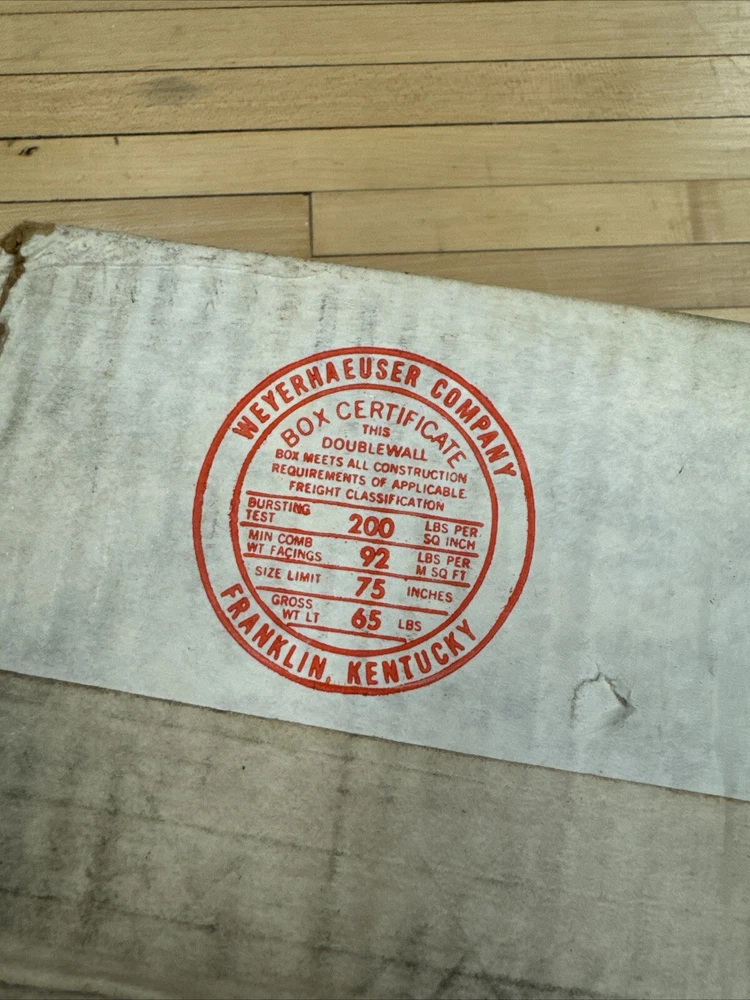 WEYERHAEUSER COMPANY
BOX CERTIFICATE
THIS
DOUBLEWALL
BOX MEETS ALL CONSTRUCTION
REQUIREMENTS OF APPLICABLE
FREIGHT CLASSIFICATION
BURSTING TEST 200 LBS PER SQ INCH
MIN COMB WT FACINGS 92 LBS PER M SQ FT
SIZE LIMIT 75 INCHES
GROSS WT LT 65 LBS
FRANKLIN, KENTUCKY